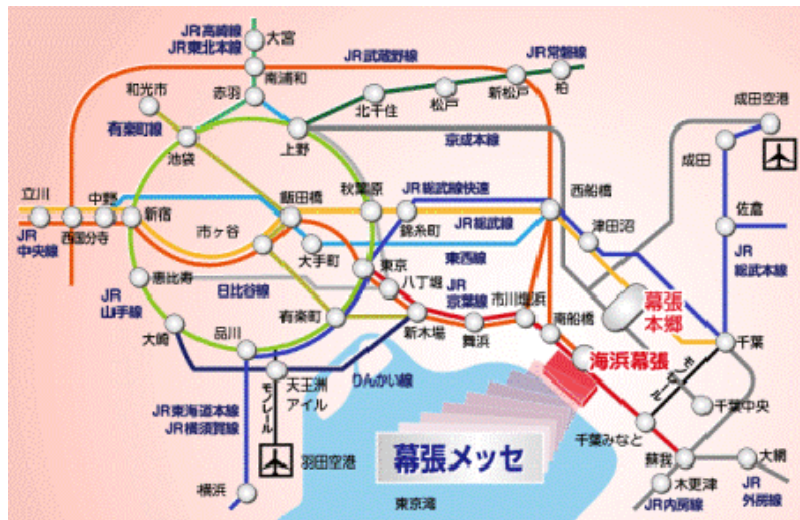 JR高崎線
JR東北本線
大宮
JR武蔵野線
JR常磐線
南浦和
和光市
赤羽
北千住
松戸
新松戸
柏
成田空港
有楽町線
池袋
上野
京成本線
成田
立川
中野
新宿
飯田橋
秋葉原
JR総武線快速
西船橋
佐倉
JR
中央線
西国分寺
市ヶ谷
大手町
錦糸町
JR総武線
東西線
津田沼
JR
総武本線
恵比寿
日比谷線
東京
八丁堀
JR
京葉線
市川塩浜
幕張
本郷
JR
山手線
大崎
品川
有楽町
新木場
舞浜
南船橋
千葉
海浜幕張
モノレール
りんかい線
天王洲
アイル
モノレール
JR東海道本線
JR横須賀線
千葉中央
千葉みなと
幕張メッセ
羽田空港
蘇我
大網
横浜
東京湾
木更津
JR内房線
JR
外房線